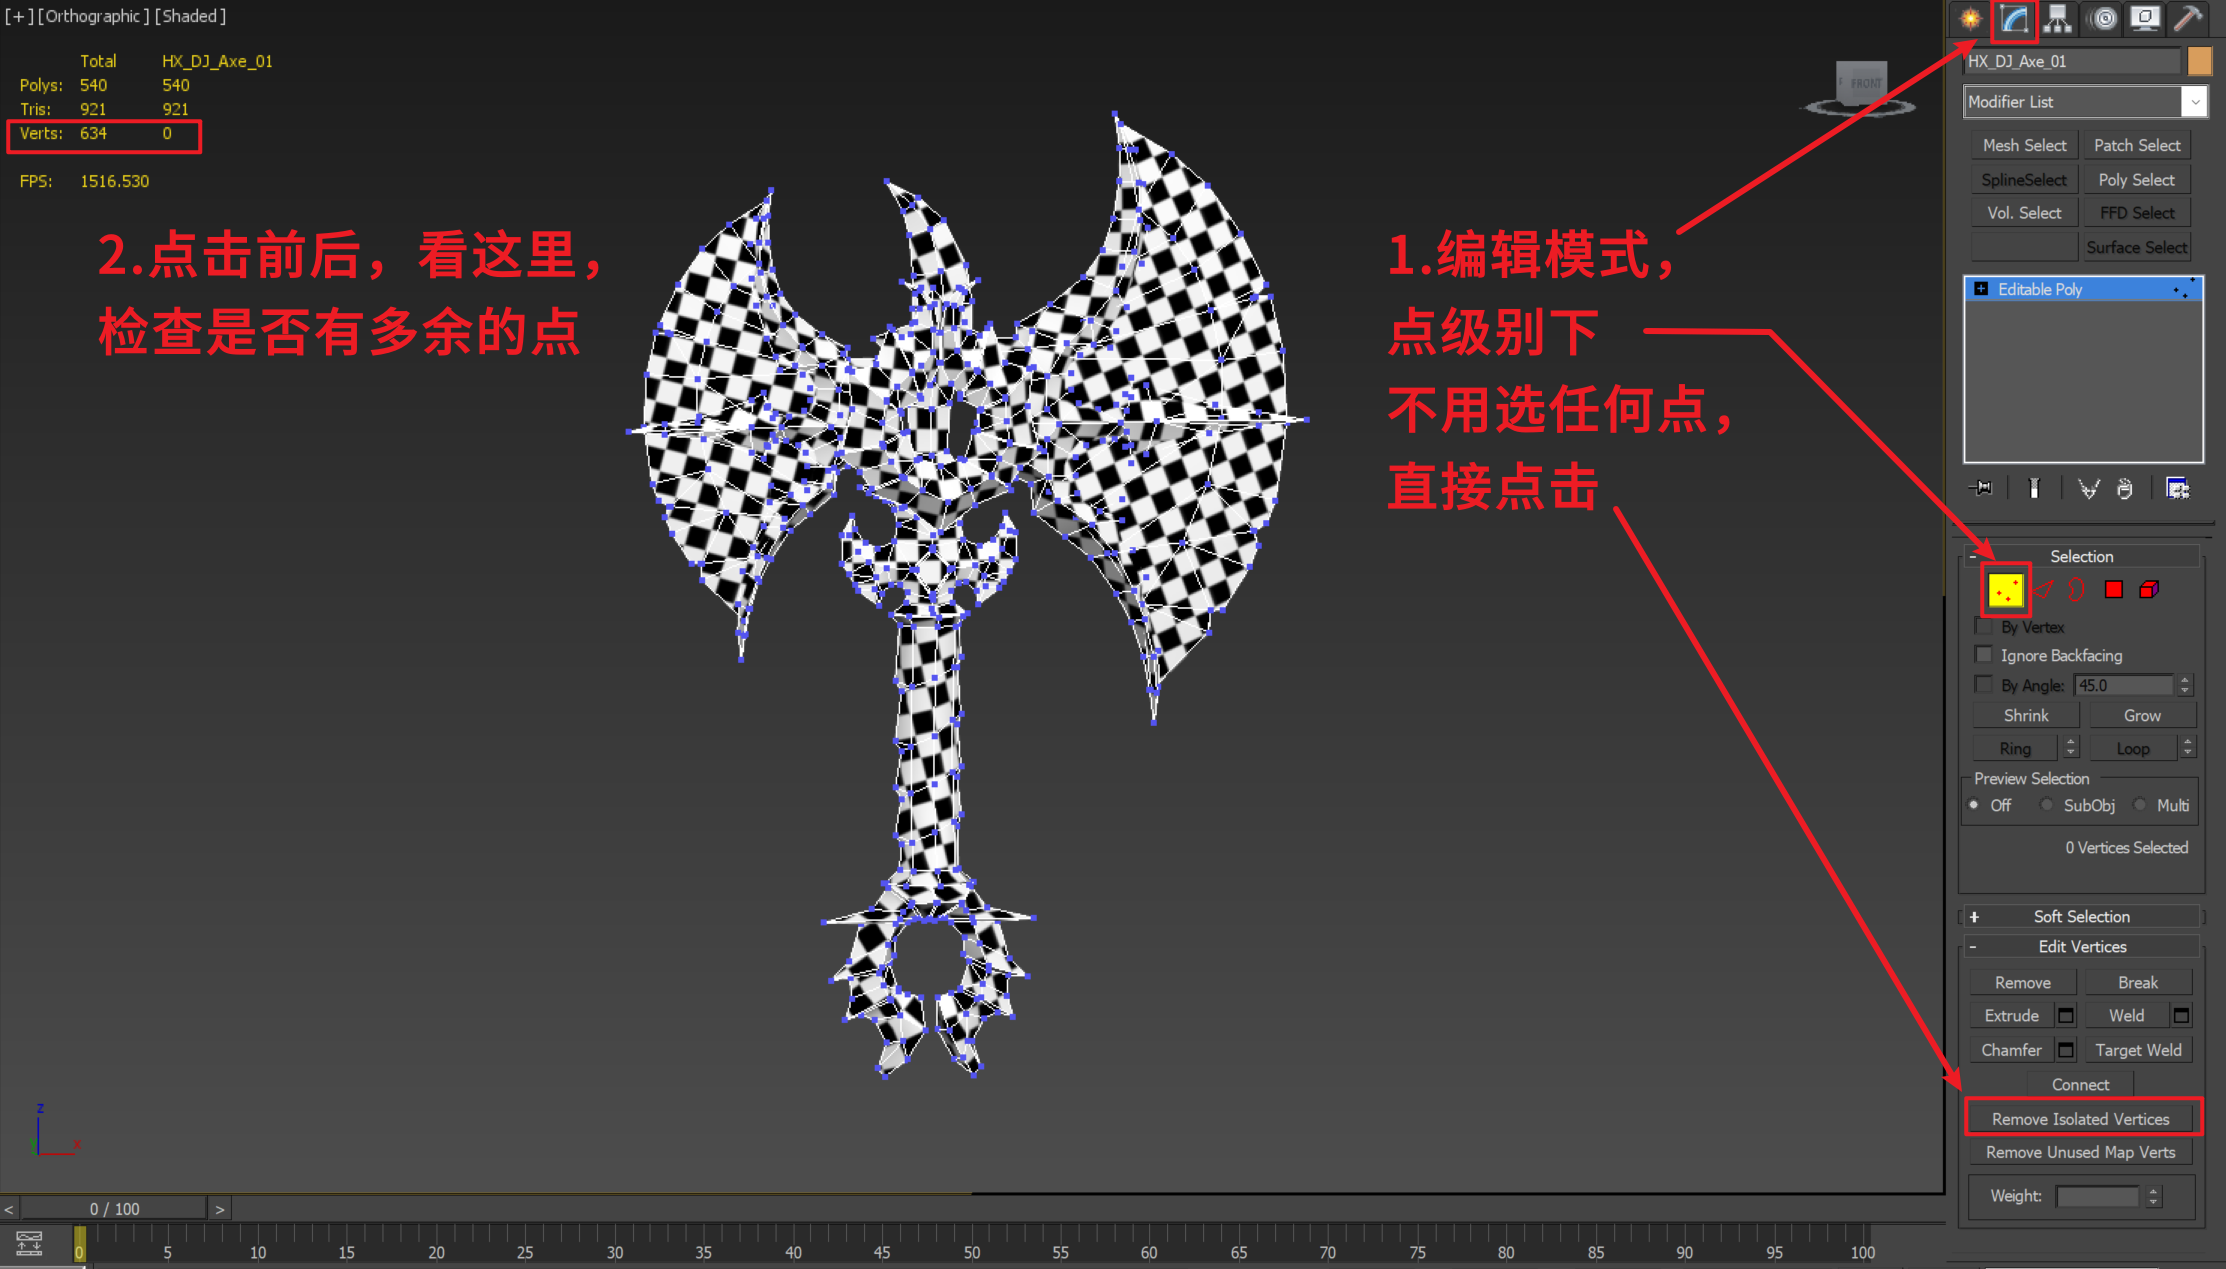 [+][Orthographic][Shaded]
Total HX_DJ_Axe_01
Polys: 540 540
Tris: 921 921
Verts: 634 0
FPS: 1516.530
2.点击前后，看这里，
检查是否有多余的点
1.编辑模式，
点级别下
不用选任何点，
直接点击
FRONT
HX_DJ_Axe_01
Modifier List
Mesh Select Patch Select
SplineSelect Poly Select
Vol. Select FFD Select
Surface Select
Editable Poly
Selection
By Vertex
Ignore Backfacing
By Angle: 45.0
Shrink Grow
Ring Loop
Preview Selection
Off SubObj Multi
0 Vertices Selected
+ Soft Selection
- Edit Vertices
Remove Break
Extrude Weld
Chamfer Target Weld
Connect
Remove Isolated Vertices
Remove Unused Map Verts
Weight:
z
x
< 0 / 100 >
0 5 10 15 20 25 30 35 40 45 50 55 60 65 70 75 80 85 90 95 100